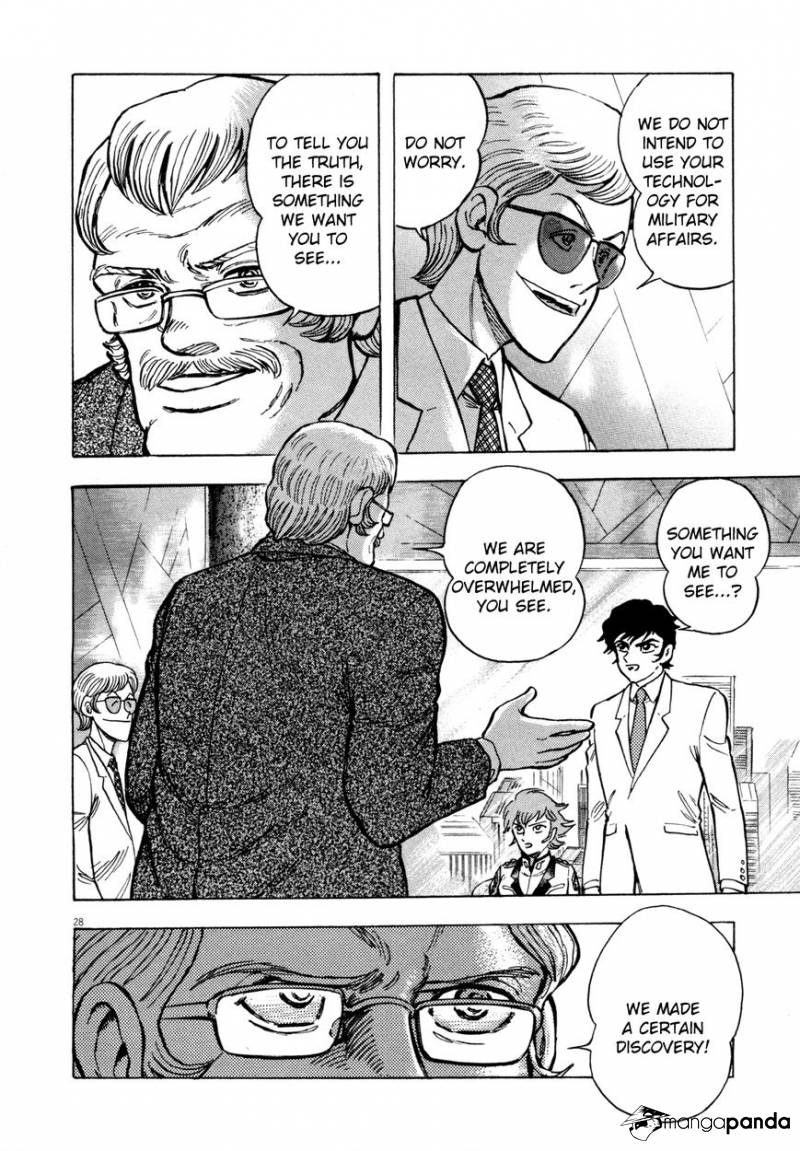 WE DO NOT
INTEND TO
USE YOUR
TECHNOL-
OGY FOR
MILITARY
AFFAIRS.
DO NOT
WORRY.
TO TELL YOU
THE TRUTH,
THERE IS
SOMETHING
WE WANT
YOU TO
SEE...
SOMETHING
YOU WANT
ME TO
SEE...?
WE ARE
COMPLETELY
OVERWHELMED,
YOU SEE.
28
WE MADE
A CERTAIN
DISCOVERY!
mangapanda